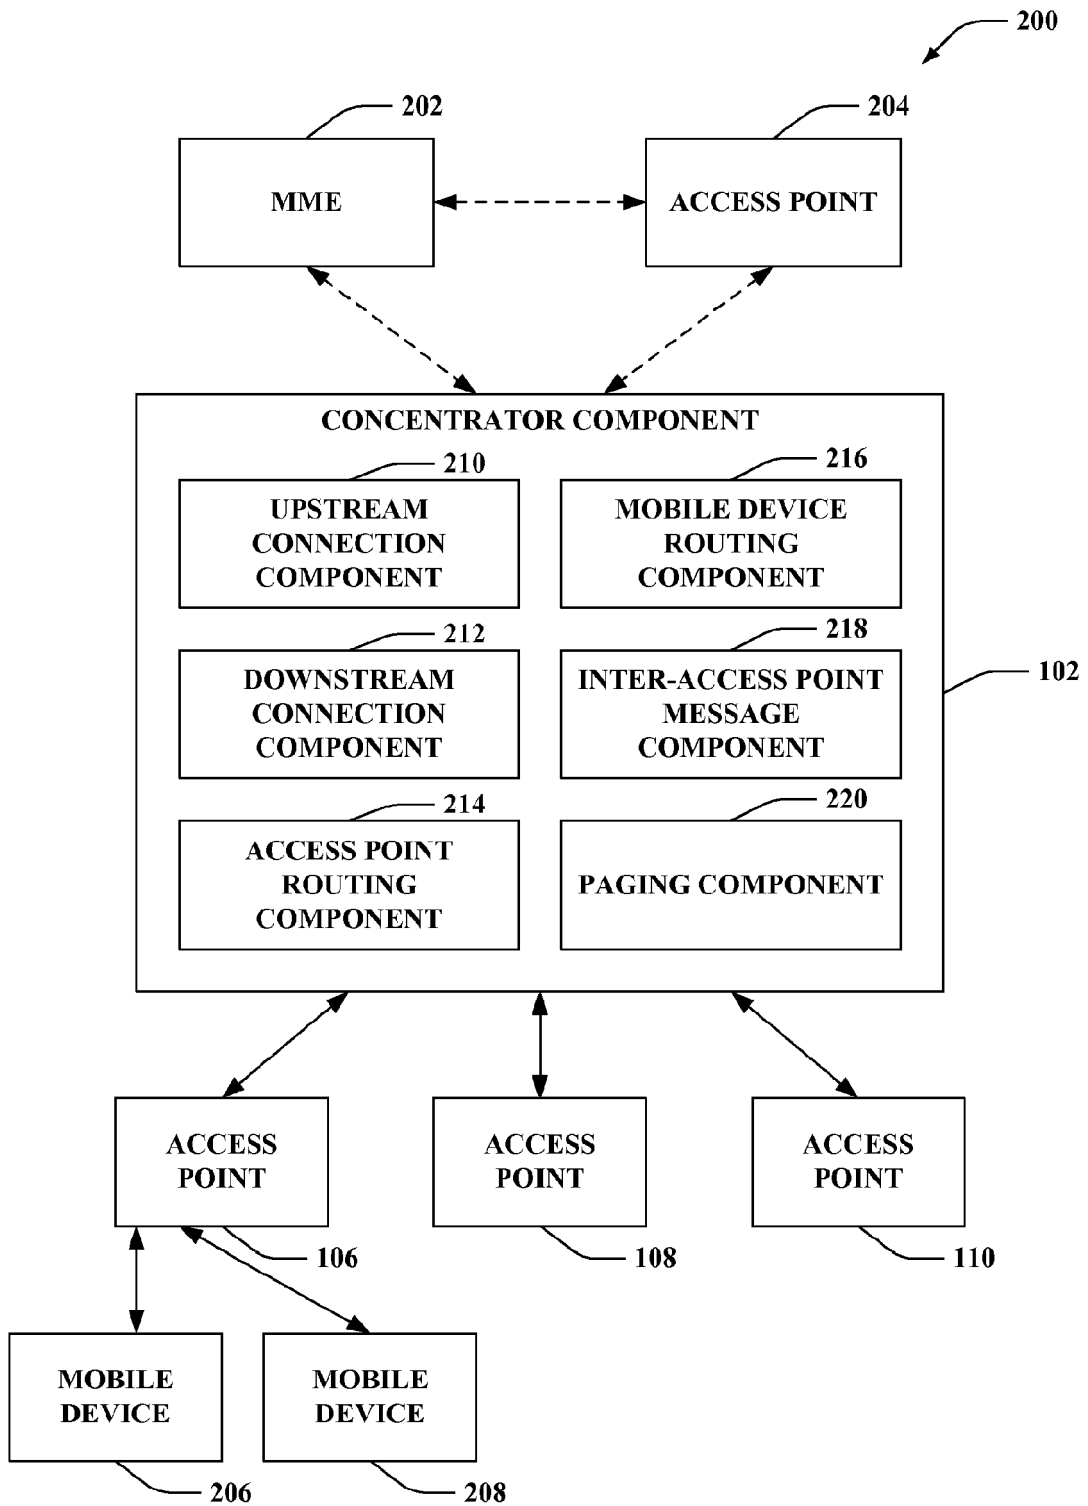 200
202
204
MME
ACCESS POINT
CONCENTRATOR COMPONENT
210
216
UPSTREAM
CONNECTION
COMPONENT
MOBILE DEVICE
ROUTING
COMPONENT
212
218
DOWNSTREAM
CONNECTION
COMPONENT
INTER-ACCESS POINT
MESSAGE
COMPONENT
102
214
220
ACCESS POINT
ROUTING
COMPONENT
PAGING COMPONENT
ACCESS
POINT
ACCESS
POINT
ACCESS
POINT
106
108
110
MOBILE
DEVICE
MOBILE
DEVICE
206
208